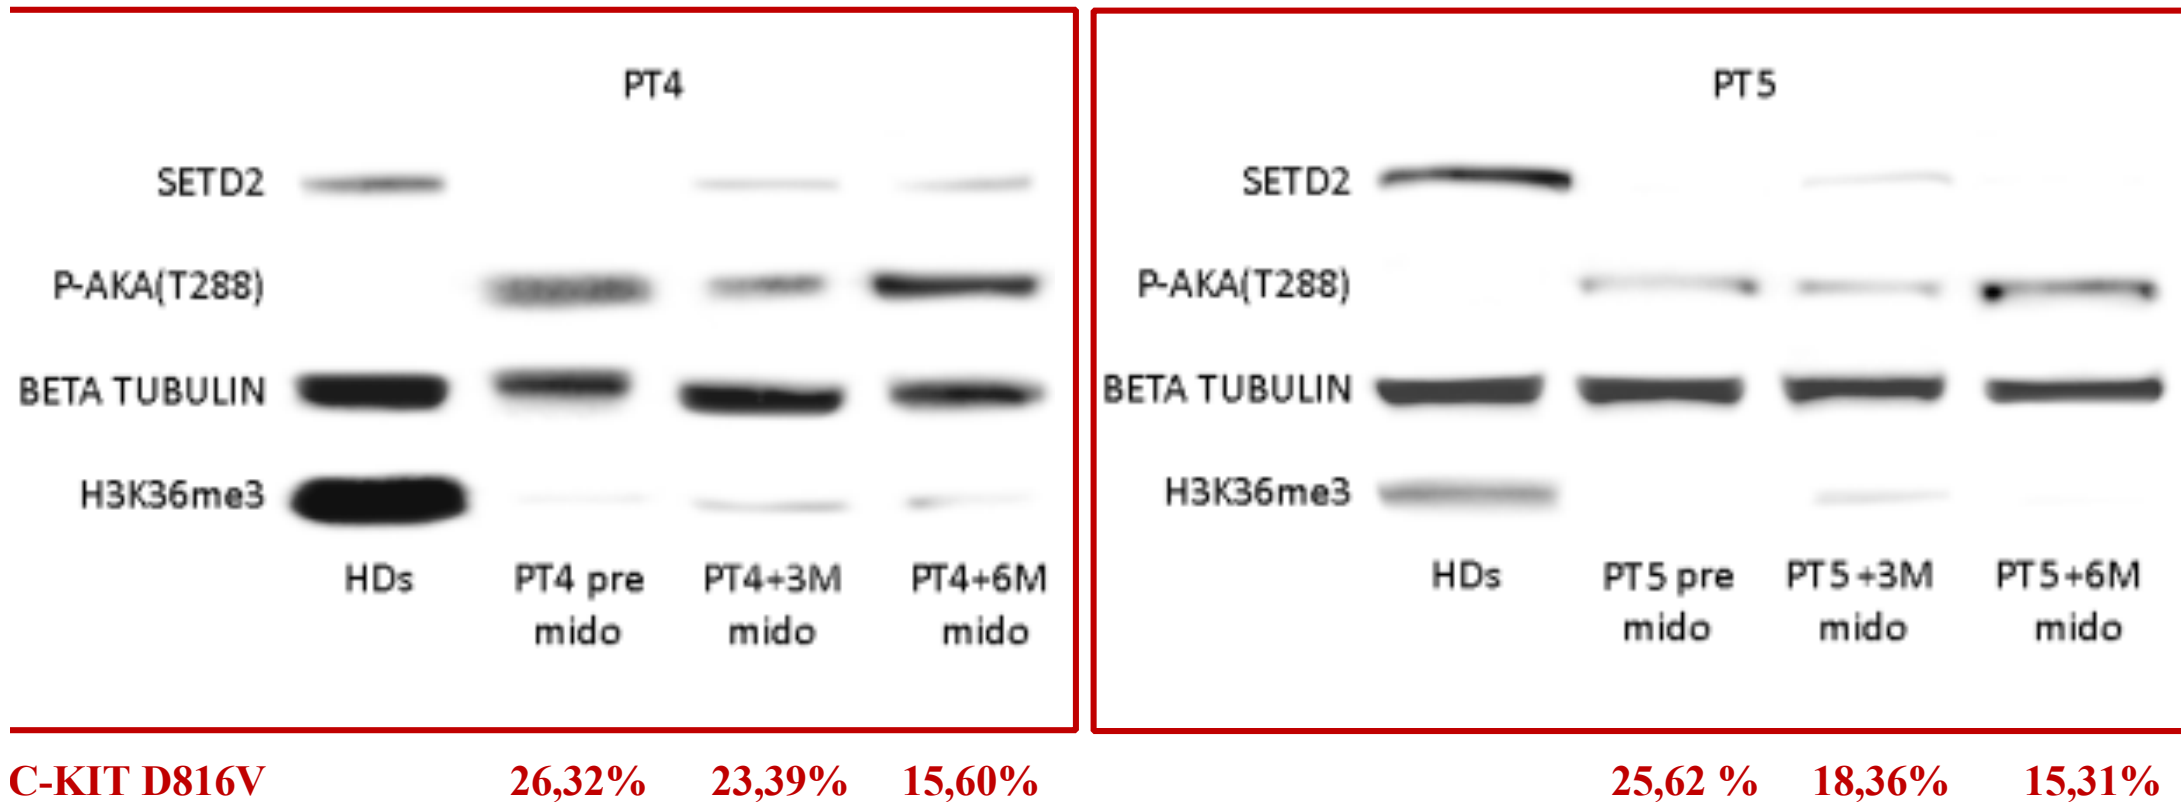 PT4
SETD2
P-AKA(T288)
BETA TUBULIN
H3K36me3
HDs PT4 pre mido PT4+3M mido PT4+6M mido
PT5
SETD2
P-AKA(T288)
BETA TUBULIN
H3K36me3
HDs PT5 pre mido PT5+3M mido PT5+6M mido
C-KIT D816V 26,32% 23,39% 15,60% 25,62 % 18,36% 15,31%